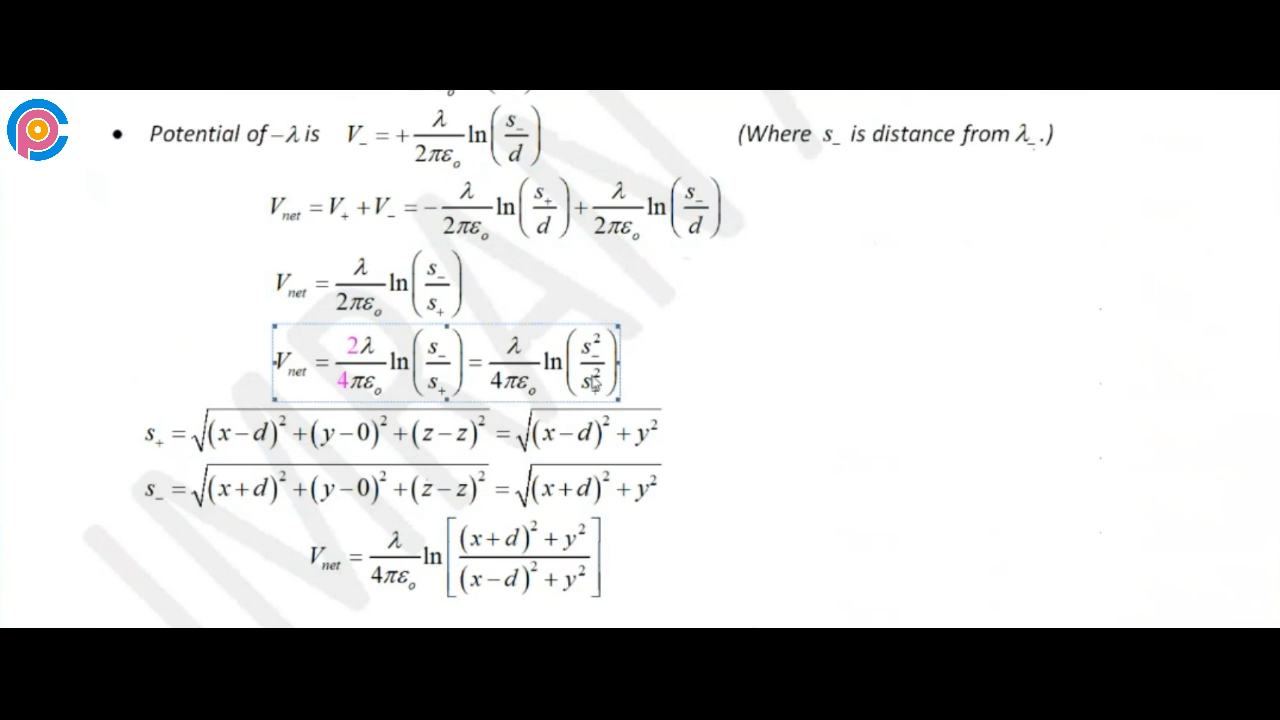 • Potential of −λ is V₋ = + λ/2πε₀ ln(s₋/d) (Where s₋ is distance from λ₋.)
V_net = V₊ + V₋ = − λ/2πε₀ ln(s₊/d) + λ/2πε₀ ln(s₋/d)
V_net = λ/2πε₀ ln(s₋/s₊)
V_net = 2λ/4πε₀ ln(s₋/s₊) = λ/4πε₀ ln(s₋²/s₊²)
s₊ = √((x−d)² + (y−0)² + (z−z)²) = √((x−d)² + y²)
s₋ = √((x+d)² + (y−0)² + (z−z)²) = √((x+d)² + y²)
V_net = λ/4πε₀ ln[((x+d)² + y²)/((x−d)² + y²)]